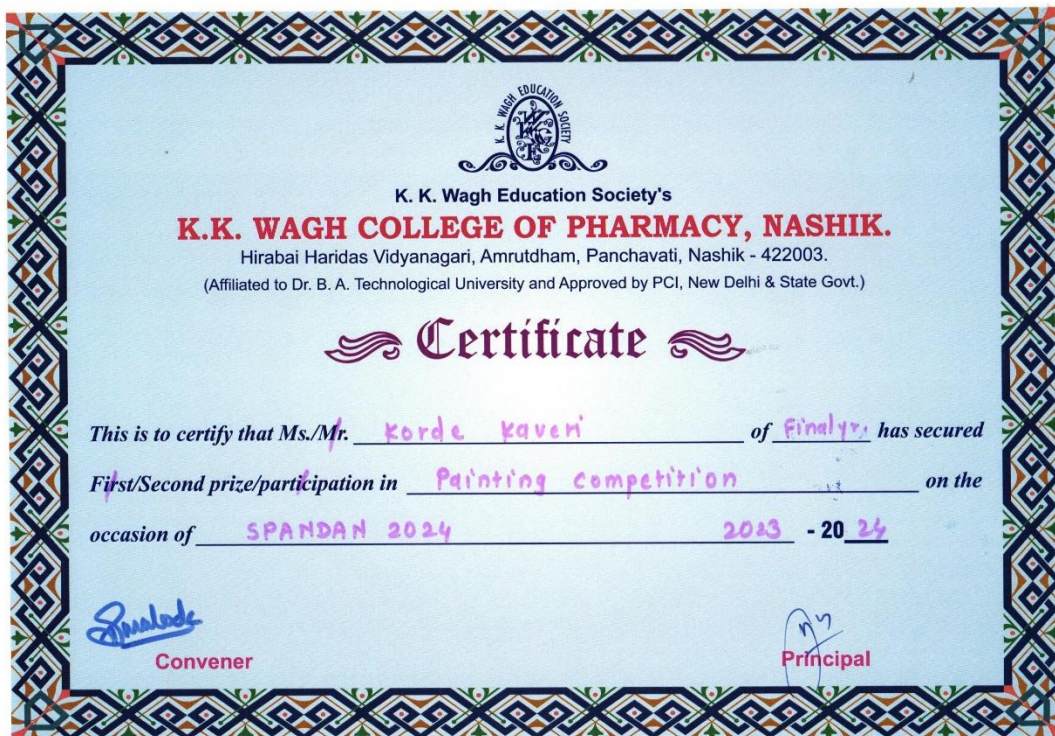 K. K. WAGH EDUCATION SOCIETY
K. K. Wagh Education Society's
K.K. WAGH COLLEGE OF PHARMACY, NASHIK.
Hirabai Haridas Vidyanagari, Amrutdham, Panchavati, Nashik - 422003.
(Affiliated to Dr. B. A. Technological University and Approved by PCI, New Delhi & State Govt.)
Certificate
This is to certify that Ms./Mr. Korde Kaveri of Final yr. has secured
First/Second prize/participation in Painting competition on the
occasion of SPANDAN 2024 2023 - 20 24
Convener Principal